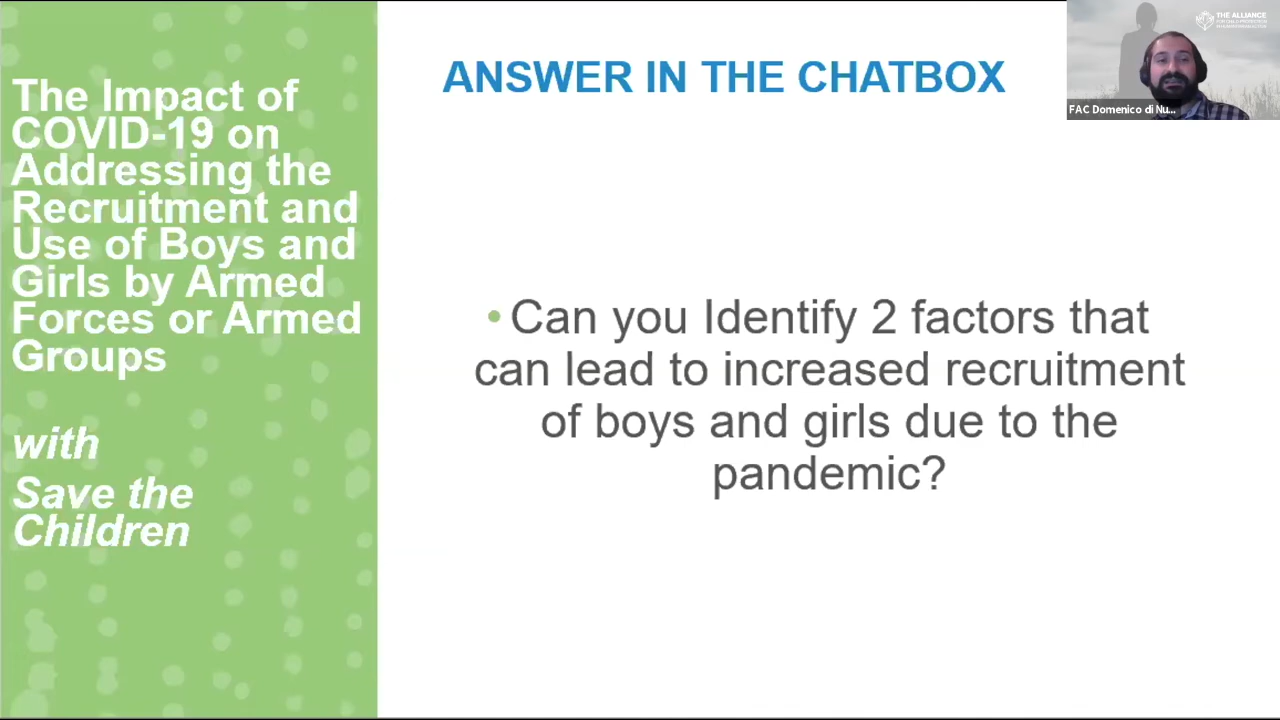 The Impact of
COVID-19 on
Addressing the
Recruitment and
Use of Boys and
Girls by Armed
Forces or Armed
Groups
with
Save the
Children
ANSWER IN THE CHATBOX
• Can you Identify 2 factors that
can lead to increased recruitment
of boys and girls due to the
pandemic?
THE ALLIANCE
FAC Domenico di Nu...